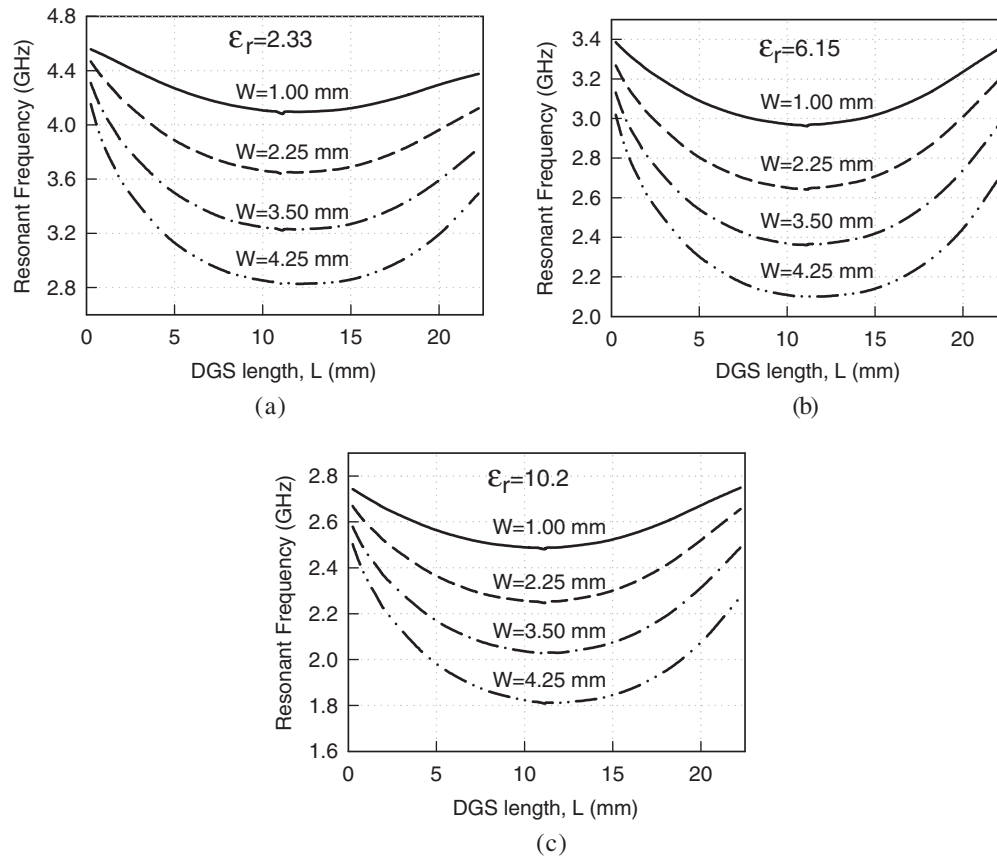 4.8
4.4
4.0
3.6
3.2
2.8
Resonant Frequency (GHz)
εr=2.33
W=1.00 mm
W=2.25 mm
W=3.50 mm
W=4.25 mm
0 5 10 15 20
DGS length, L (mm)
(a)
3.4
3.2
3.0
2.8
2.6
2.4
2.2
2.0
Resonant Frequency (GHz)
εr=6.15
W=1.00 mm
W=2.25 mm
W=3.50 mm
W=4.25 mm
0 5 10 15 20
DGS length, L (mm)
(b)
2.8
2.6
2.4
2.2
2.0
1.8
1.6
Resonant Frequency (GHz)
εr=10.2
W=1.00 mm
W=2.25 mm
W=3.50 mm
W=4.25 mm
0 5 10 15 20
DGS length, L (mm)
(c)